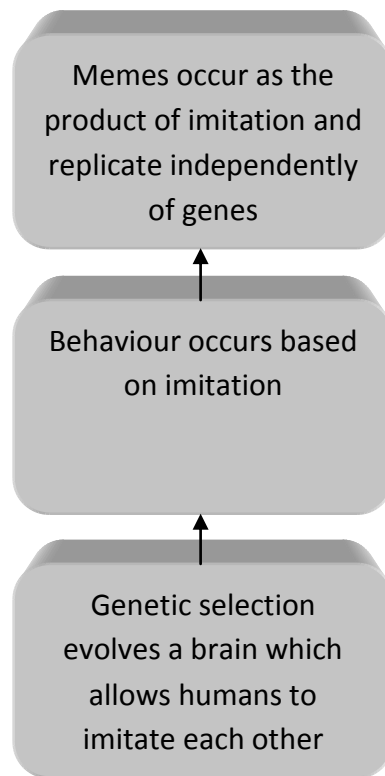 Memes occur as the
product of imitation and
replicate independently
of genes
Behaviour occurs based
on imitation
Genetic selection
evolves a brain which
allows humans to
imitate each other